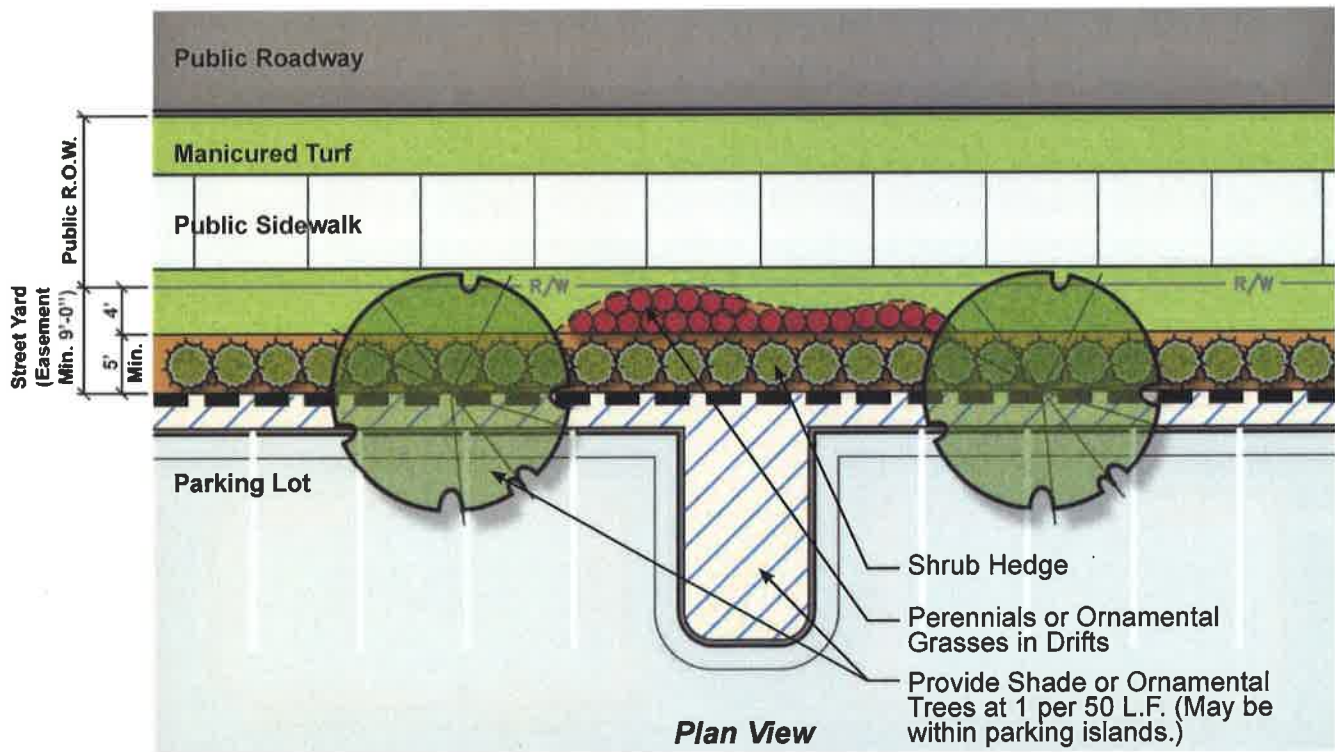 Public Roadway
Public R.O.W.
Manicured Turf
Public Sidewalk
R/W
R/W
Street Yard
(Easement
Min. 9'-0")
4'
5'
Min.
Parking Lot
Shrub Hedge
Perennials or Ornamental
Grasses in Drifts
Provide Shade or Ornamental
Trees at 1 per 50 L.F. (May be
within parking islands.)
Plan View